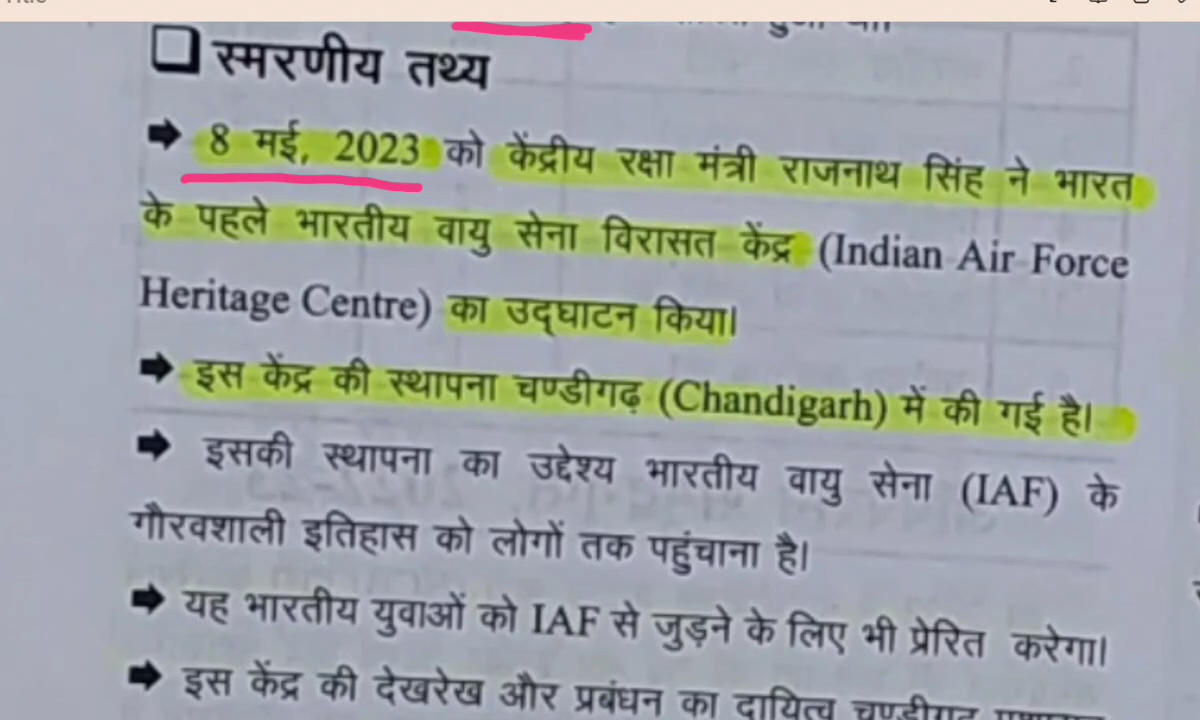 ❑ स्मरणीय तथ्य
➡ 8 मई, 2023 को केंद्रीय रक्षा मंत्री राजनाथ सिंह ने भारत
के पहले भारतीय वायु सेना विरासत केंद्र (Indian Air Force
Heritage Centre) का उद्घाटन किया।
➡ इस केंद्र की स्थापना चण्डीगढ़ (Chandigarh) में की गई है।
➡ इसकी स्थापना का उद्देश्य भारतीय वायु सेना (IAF) के
गौरवशाली इतिहास को लोगों तक पहुंचाना है।
➡ यह भारतीय युवाओं को IAF से जुड़ने के लिए भी प्रेरित करेगा।
➡ इस केंद्र की देखरेख और प्रबंधन का दायित्व चण्डीगढ़